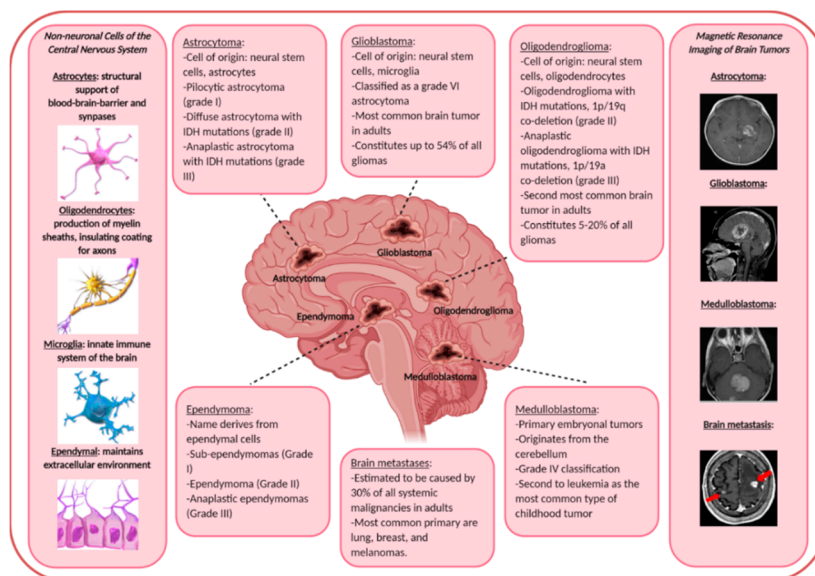 Non-neuronal Cells of the
Central Nervous System
Astrocytes: structural
support of
blood-brain-barrier and
synpases
Oligodendrocytes:
production of myelin
sheaths, insulating coating
for axons
Microglia: innate immune
system of the brain
Ependymal: maintains
extracellular environment
Astrocytoma:
-Cell of origin: neural stem
cells, astrocytes
-Pilocytic astrocytoma
(grade I)
-Diffuse astrocytoma with
IDH mutations (grade II)
-Anaplastic astrocytoma
with IDH mutations (grade
III)
Glioblastoma:
-Cell of origin: neural stem
cells, microglia
-Classified as a grade VI
astrocytoma
-Most common brain tumor
in adults
-Constitutes up to 54% of all
gliomas
Oligodendroglioma:
-Cell of origin: neural stem
cells, oligodendrocytes
-Oligodendroglioma with
IDH mutations, 1p/19q
co-deletion (grade II)
-Anaplastic
oligodendroglioma with IDH
mutations, 1p/19a
co-deletion (grade III)
-Second most common brain
tumor in adults
-Constitutes 5-20% of all
gliomas
Astrocytoma
Glioblastoma
Ependymoma
Oligodendroglioma
Medulloblastoma
Ependymoma:
-Name derives from
ependymal cells
-Sub-ependymomas (Grade
I)
-Ependymoma (Grade II)
-Anaplastic ependymomas
(Grade III)
Brain metastases:
-Estimated to be caused by
30% of all systemic
malignancies in adults
-Most common primary are
lung, breast, and
melanomas.
Medulloblastoma:
-Primary embryonal tumors
-Originates from the
cerebellum
-Grade IV classification
-Second to leukemia as the
most common type of
childhood tumor
Magnetic Resonance
Imaging of Brain Tumors
Astrocytoma:
Glioblastoma:
Medulloblastoma:
Brain metastasis: